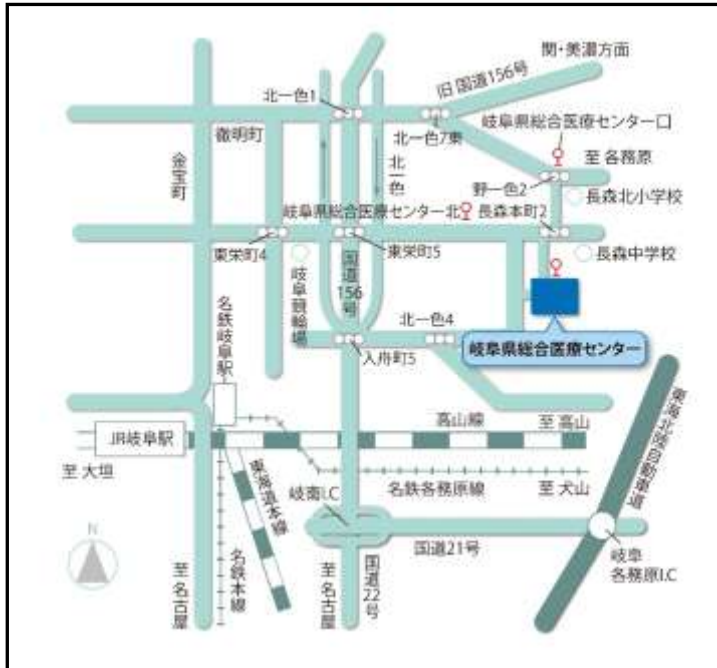 関・美濃方面
旧 国道156号
北一色1
北一色7東
岐阜県総合医療センター口
徹明町
金宝町
北一色
至 各務原
野一色2
長森北小学校
岐阜県総合医療センター北
長森本町2
東栄町4
東栄町5
長森中学校
国道156号
岐阜競輪場
名鉄岐阜駅
北一色4
入舟町5
岐阜県総合医療センター
東海北陸自動車道
JR岐阜駅
高山線
至 高山
至 大垣
東海道本線
岐南I.C
名鉄各務原線
至 犬山
N
国道21号
岐阜
各務原I.C
至 名古屋
名鉄本線
至 名古屋
国道22号